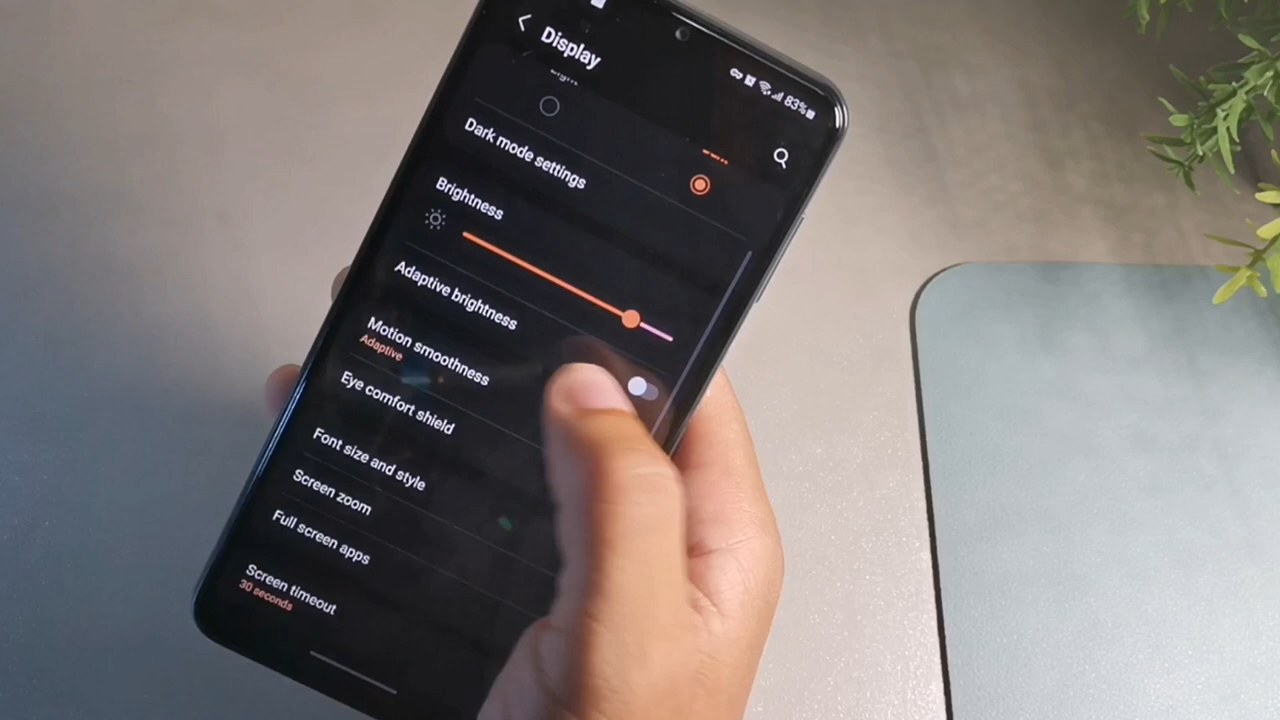 Display
83%
Dark mode settings
Brightness
Adaptive brightness
Motion smoothness
Adaptive
Eye comfort shield
Font size and style
Screen zoom
Full screen apps
Screen timeout
30 seconds